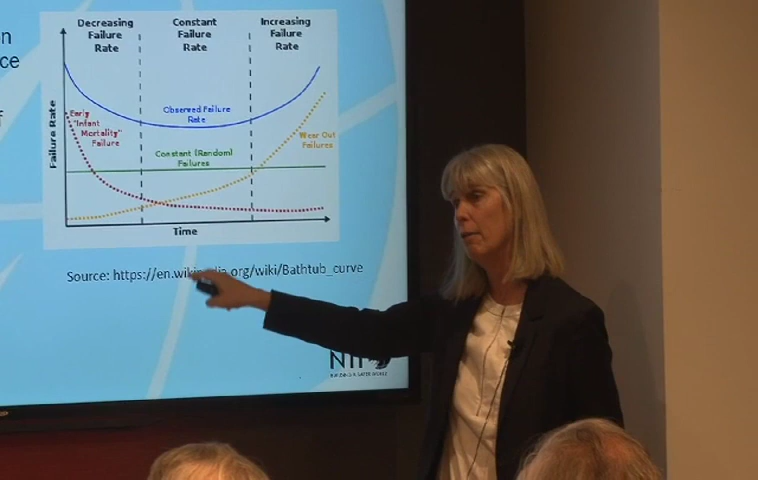 n
ce
f
Decreasing
Failure
Rate
Constant
Failure
Rate
Increasing
Failure
Rate
Failure Rate
Early
"Infant
Mortality"
Failure
Observed Failure
Rate
Constant (Random)
Failures
Wear Out
Failures
Time
Source: https://en.wikipedia.org/wiki/Bathtub_curve